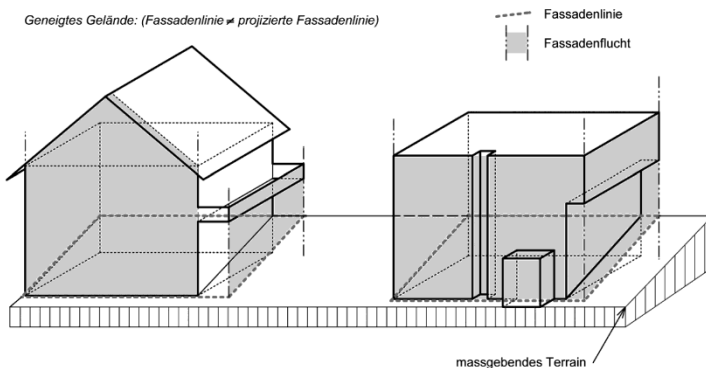 Geneigtes Gelände: (Fassadenlinie ≠ projizierte Fassadenlinie)
Fassadenlinie
Fassadenflucht
massgebendes Terrain